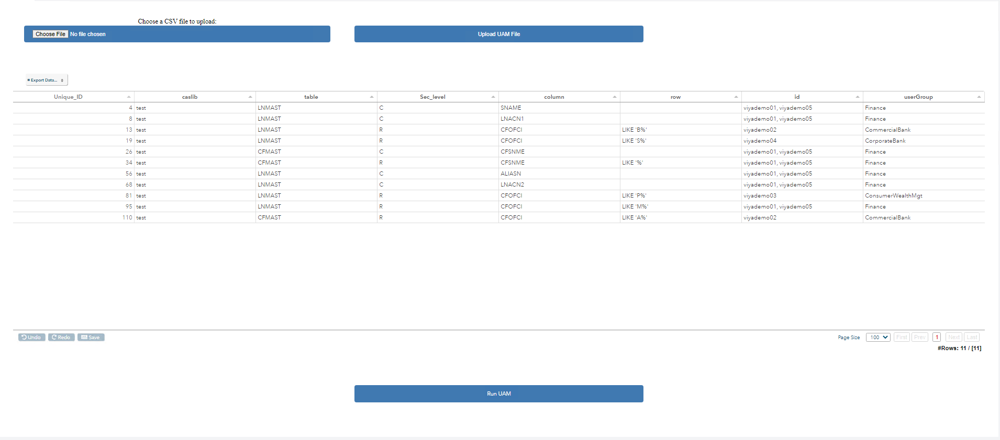 Choose a CSV file to upload:
Choose File No file chosen
Upload UAM File
Export Data...
Unique_ID caslib table Sec_level column row id userGroup
4 test LNMAST C SNAME viyademo01, viyademo05 Finance
8 test LNMAST C LNACN1 viyademo01, viyademo05 Finance
13 test LNMAST R CFOFCI LIKE 'B%' viyademo02 CommercialBank
19 test LNMAST R CFOFCI LIKE 'S%' viyademo04 CorporateBank
26 test CFMAST C CFSNME viyademo01, viyademo05 Finance
34 test CFMAST R CFSNME LIKE '%' viyademo01, viyademo05 Finance
56 test LNMAST C ALIASN viyademo01, viyademo05 Finance
68 test LNMAST C LNACN2 viyademo01, viyademo05 Finance
81 test LNMAST R CFOFCI LIKE 'P%' viyademo03 ConsumerWealthMgt
95 test LNMAST R CFOFCI LIKE 'M%' viyademo01, viyademo05 Finance
110 test CFMAST R CFOFCI LIKE 'A%' viyademo02 CommercialBank
Undo Redo Save Page Size 100 First Prev 1 Next Last
#Rows: 11 / [11]
Run UAM